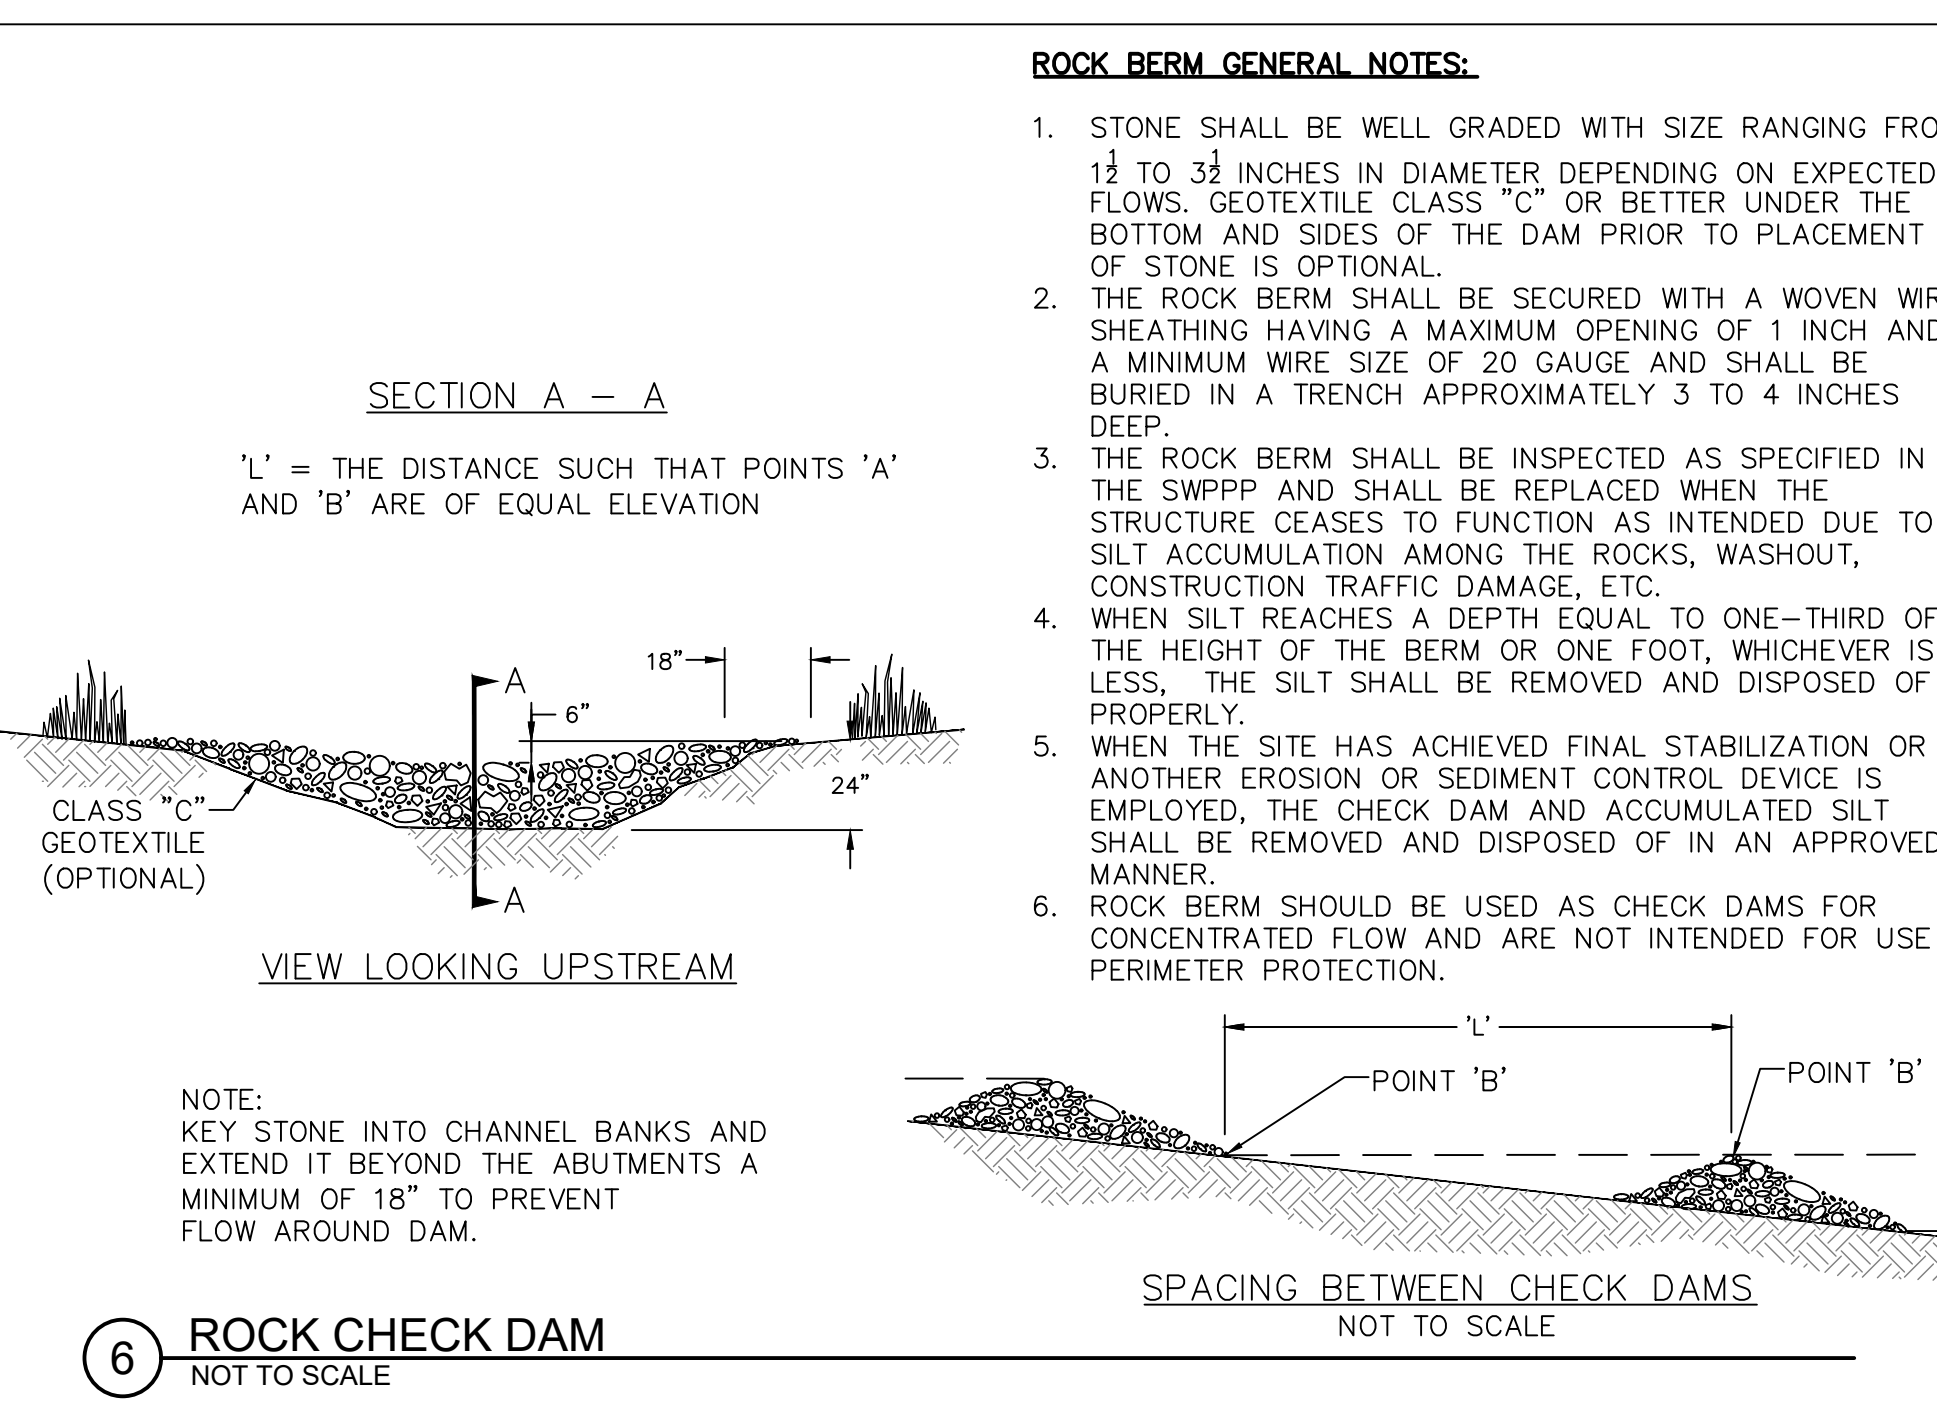 ROCK BERM GENERAL NOTES:
1. STONE SHALL BE WELL GRADED WITH SIZE RANGING FRO
1½ TO 3½ INCHES IN DIAMETER DEPENDING ON EXPECTED
FLOWS. GEOTEXTILE CLASS "C" OR BETTER UNDER THE
BOTTOM AND SIDES OF THE DAM PRIOR TO PLACEMENT
OF STONE IS OPTIONAL.
2. THE ROCK BERM SHALL BE SECURED WITH A WOVEN WIR
SHEATHING HAVING A MAXIMUM OPENING OF 1 INCH AND
A MINIMUM WIRE SIZE OF 20 GAUGE AND SHALL BE
BURIED IN A TRENCH APPROXIMATELY 3 TO 4 INCHES
DEEP.
3. THE ROCK BERM SHALL BE INSPECTED AS SPECIFIED IN
THE SWPPP AND SHALL BE REPLACED WHEN THE
STRUCTURE CEASES TO FUNCTION AS INTENDED DUE TO
SILT ACCUMULATION AMONG THE ROCKS, WASHOUT,
CONSTRUCTION TRAFFIC DAMAGE, ETC.
4. WHEN SILT REACHES A DEPTH EQUAL TO ONE-THIRD OF
THE HEIGHT OF THE BERM OR ONE FOOT, WHICHEVER IS
LESS, THE SILT SHALL BE REMOVED AND DISPOSED OF
PROPERLY.
5. WHEN THE SITE HAS ACHIEVED FINAL STABILIZATION OR
ANOTHER EROSION OR SEDIMENT CONTROL DEVICE IS
EMPLOYED, THE CHECK DAM AND ACCUMULATED SILT
SHALL BE REMOVED AND DISPOSED OF IN AN APPROVED
MANNER.
6. ROCK BERM SHOULD BE USED AS CHECK DAMS FOR
CONCENTRATED FLOW AND ARE NOT INTENDED FOR USE
PERIMETER PROTECTION.
SECTION A – A
'L' = THE DISTANCE SUCH THAT POINTS 'A'
AND 'B' ARE OF EQUAL ELEVATION
18"
A
6"
24"
CLASS "C"
GEOTEXTILE
(OPTIONAL)
A
VIEW LOOKING UPSTREAM
'L'
POINT 'B'
POINT 'B'
NOTE:
KEY STONE INTO CHANNEL BANKS AND
EXTEND IT BEYOND THE ABUTMENTS A
MINIMUM OF 18" TO PREVENT
FLOW AROUND DAM.
SPACING BETWEEN CHECK DAMS
NOT TO SCALE
6
ROCK CHECK DAM
NOT TO SCALE